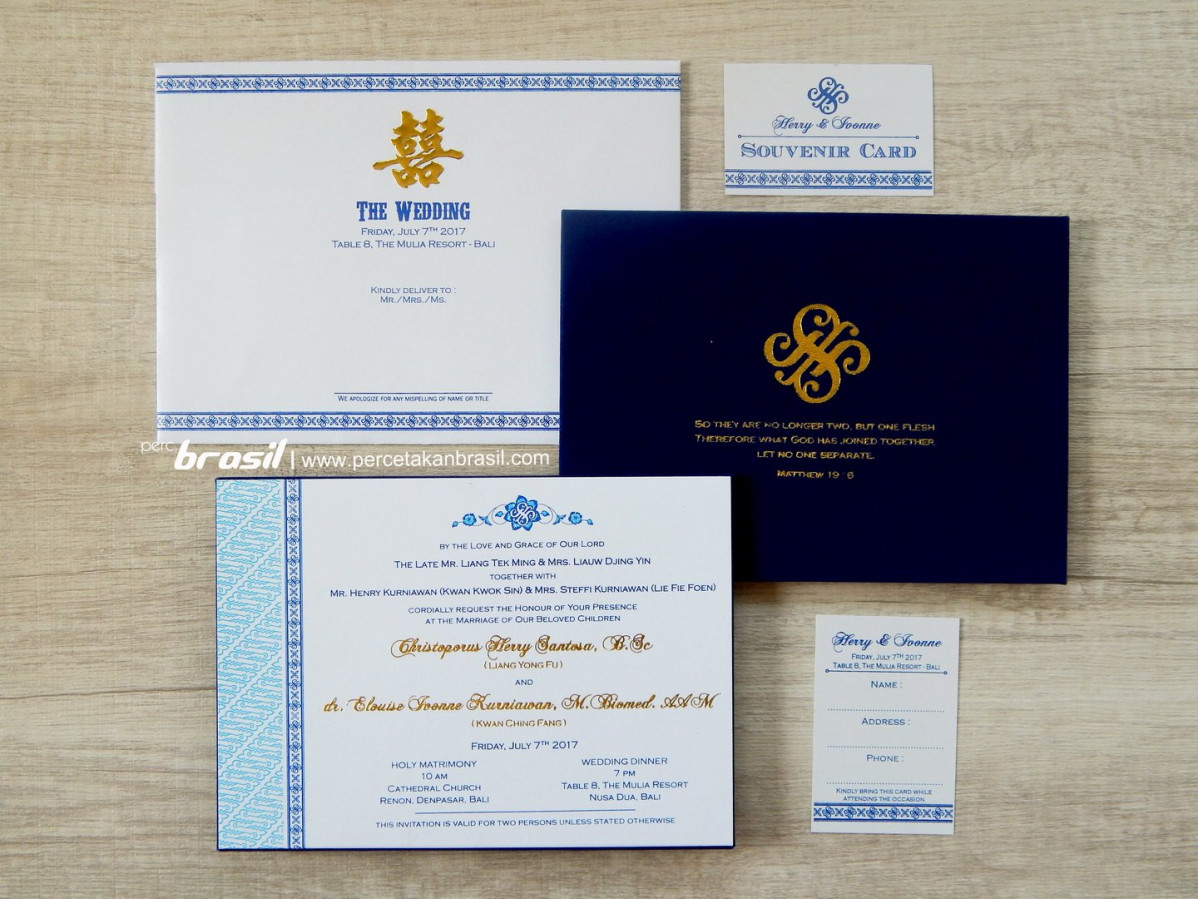 囍
THE WEDDING
FRIDAY, JULY 7TH 2017
TABLE 8, THE MULIA RESORT - BALI
KINDLY DELIVER TO :
MR./MRS./MS.
WE APOLOGIZE FOR ANY MISPELLING OF NAME OR TITLE
Herry & Ivonne
SOUVENIR CARD
SO THEY ARE NO LONGER TWO, BUT ONE FLESH
THEREFORE WHAT GOD HAS JOINED TOGETHER,
LET NO ONE SEPARATE.
MATTHEW 19 : 6
perc
brasil | www.percetakanbrasil.com
BY THE LOVE AND GRACE OF OUR LORD
THE LATE MR. LIANG TEK MING & MRS. LIAUW DJING YIN
TOGETHER WITH
MR. HENRY KURNIAWAN (KWAN KWOK SIN) & MRS. STEFFI KURNIAWAN (LIE FIE FOEN)
CORDIALLY REQUEST THE HONOUR OF YOUR PRESENCE
AT THE MARRIAGE OF OUR BELOVED CHILDREN
Christoporus Herry Santosa, B.Sc
(LIANG YONG FU)
AND
dr. Elouise Ivonne Kurniawan, M.Biomed. AAM
(KWAN CHING FANG)
FRIDAY, JULY 7TH 2017
HOLY MATRIMONY
10 AM
CATHEDRAL CHURCH
RENON, DENPASAR, BALI
WEDDING DINNER
7 PM
TABLE 8, THE MULIA RESORT
NUSA DUA, BALI
THIS INVITATION IS VALID FOR TWO PERSONS UNLESS STATED OTHERWISE
Herry & Ivonne
FRIDAY, JULY 7TH 2017
TABLE 8, THE MULIA RESORT - BALI
NAME :
ADDRESS :
PHONE :
KINDLY BRING THIS CARD WHILE
ATTENDING THE OCCASION